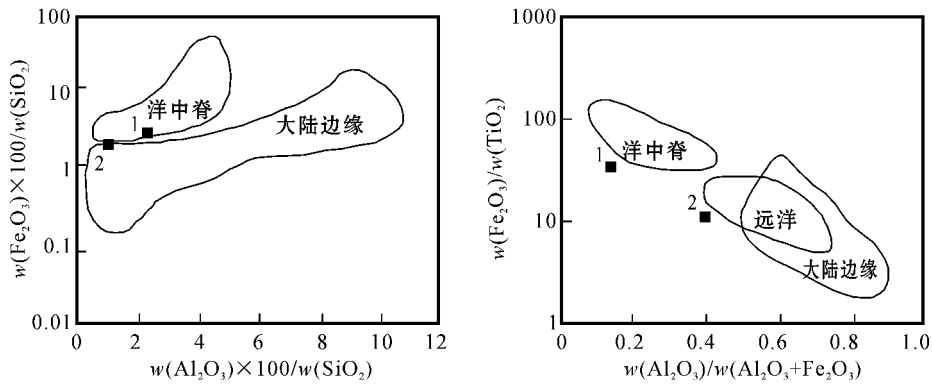 100
10
1
0.1
0.01
w(Fe₂O₃)×100/w(SiO₂)
洋中脊
1
大陆边缘
2
0 2 4 6 8 10 12
w(Al₂O₃)×100/w(SiO₂)
1000
100
10
1
w(Fe₂O₃)/w(TiO₂)
洋中脊
1
2
远洋
大陆边缘
0 0.2 0.4 0.6 0.8 1.0
w(Al₂O₃)/w(Al₂O₃+Fe₂O₃)